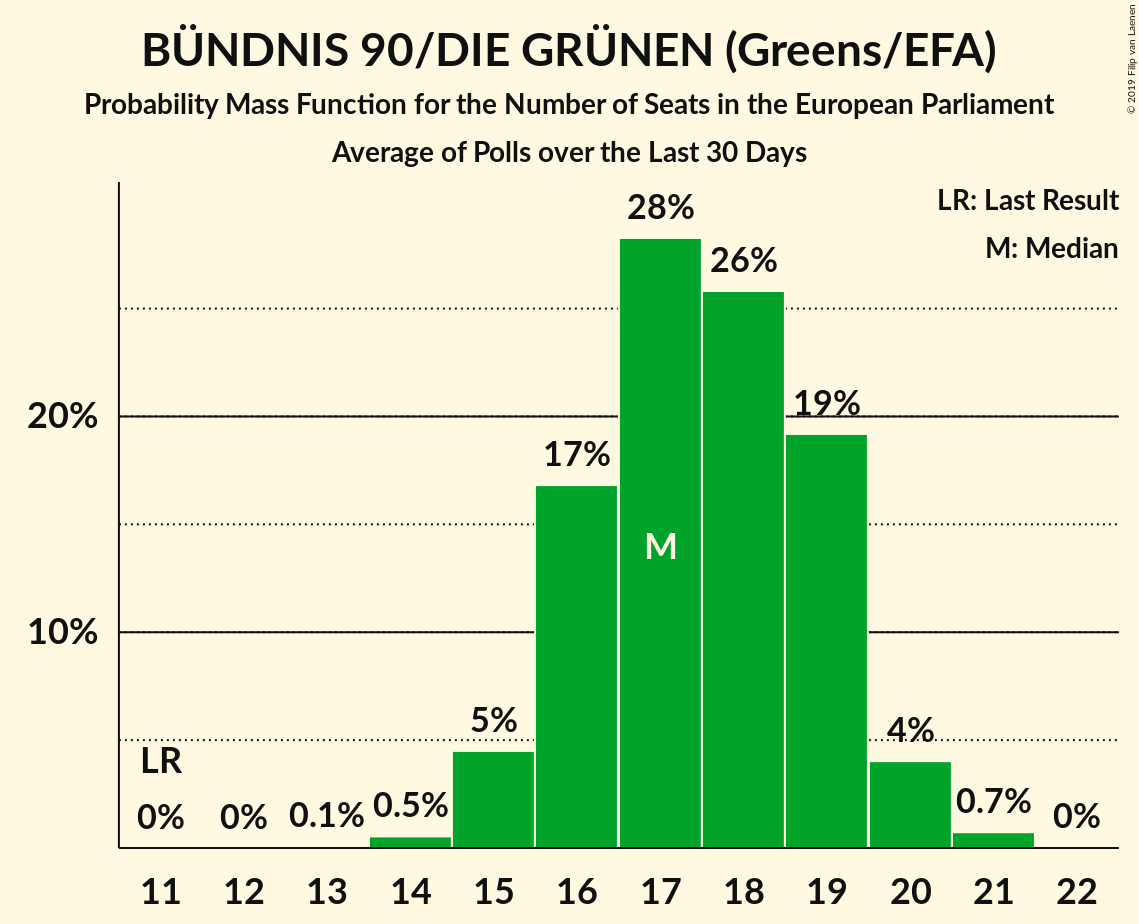 BÜNDNIS 90/DIE GRÜNEN (Greens/EFA)
Probability Mass Function for the Number of Seats in the European Parliament
Average of Polls over the Last 30 Days
© 2019 Filip van Laenen
LR: Last Result
M: Median
28%
26%
20%
19%
17%
M
10%
5%
4%
LR
0%
0%
0.1%
0.5%
0.7%
0%
11 12 13 14 15 16 17 18 19 20 21 22